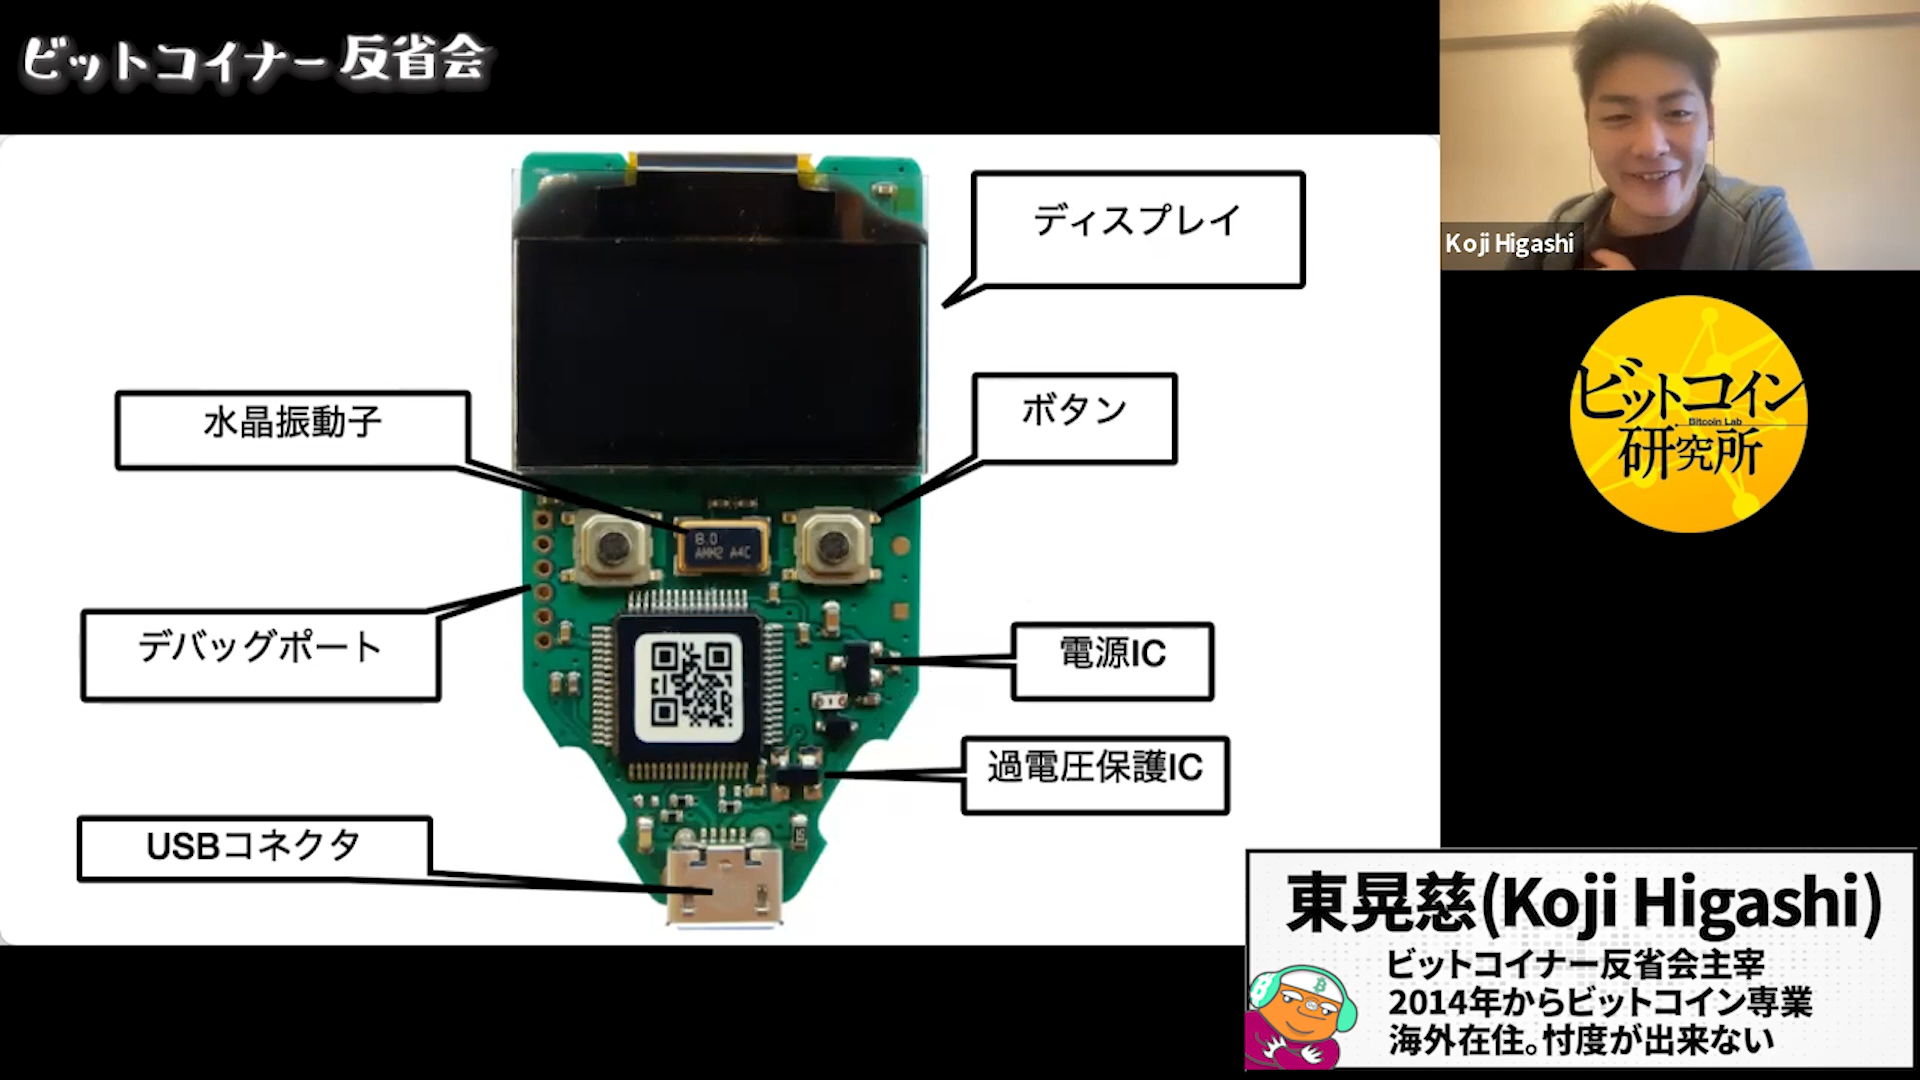 ビットコイナー反省会
Koji Higashi
ディスプレイ
水晶振動子
ボタン
8.0
AMM2 A4C
デバッグポート
電源IC
過電圧保護IC
USBコネクタ
ビットコイン
Bitcoin Lab
研究所
東晃慈(Koji Higashi)
ビットコイナー反省会主宰
2014年からビットコイン専業
海外在住。忖度が出来ない